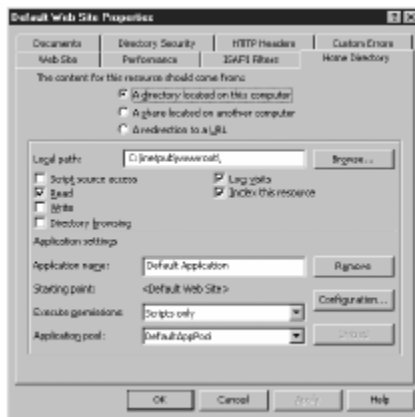 Default Web Site Properties
Documents Directory Security HTTP Headers Custom Errors
Web Site Performance ISAPI Filters Home Directory
The content for this resource should come from:
A directory located on this computer
A share located on another computer
A redirection to a URL
Local path: C:\inetpub\wwwroot\ Browse...
Script source access Log visits
Read Index this resource
Write
Directory browsing
Application settings
Application name: Default Application Remove
Starting point: <Default Web Site>
Configuration...
Execute permissions: Scripts only
Application pool: DefaultAppPool Unload
OK Cancel Apply Help